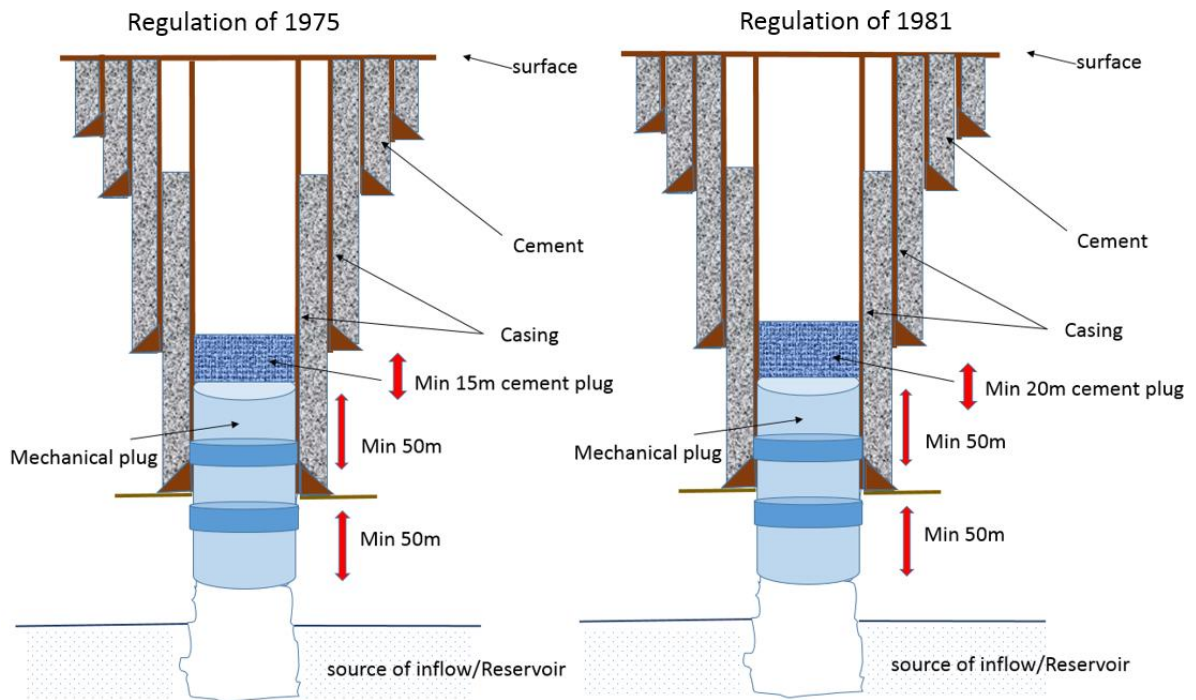 Regulation of 1975
surface
Cement
Casing
Min 15m cement plug
Mechanical plug
Min 50m
Min 50m
source of inflow/Reservoir
Regulation of 1981
surface
Cement
Casing
Min 20m cement plug
Mechanical plug
Min 50m
Min 50m
source of inflow/Reservoir